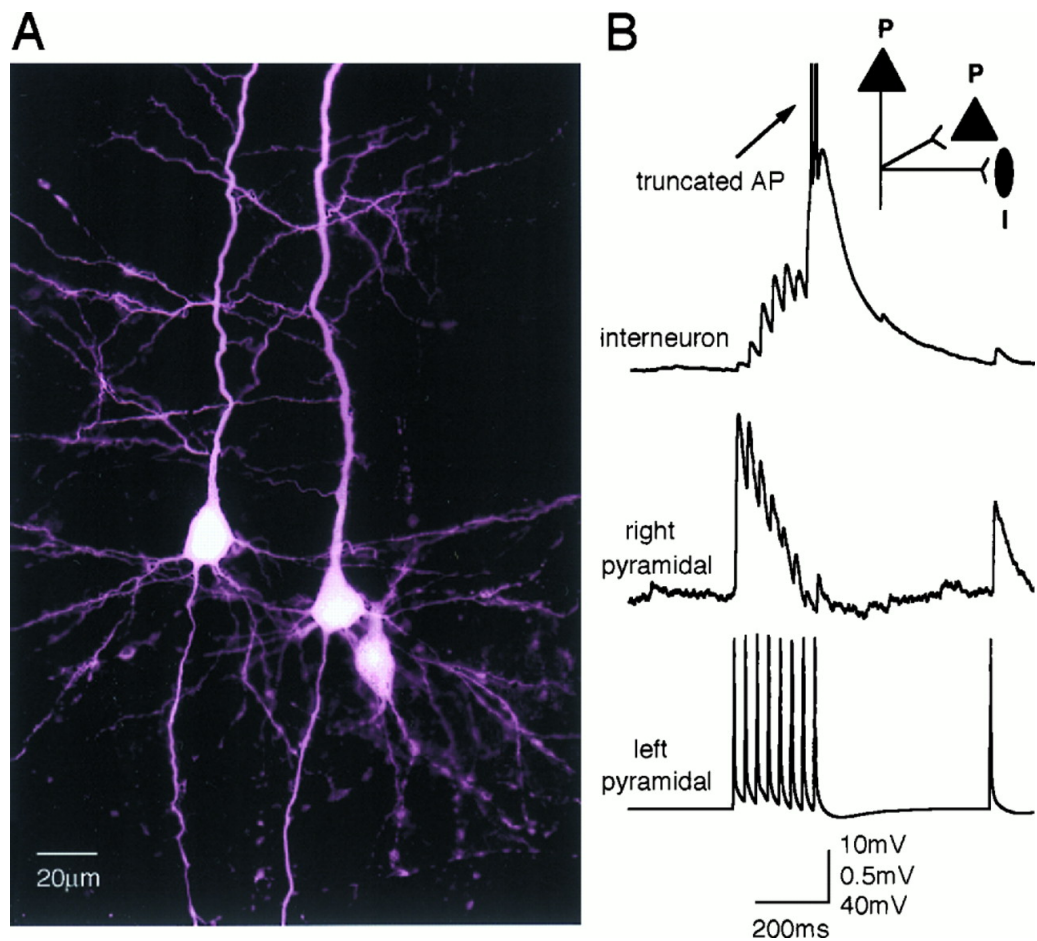 A
20μm
B
P
P
truncated AP
I
interneuron
right
pyramidal
left
pyramidal
10mV
0.5mV
40mV
200ms